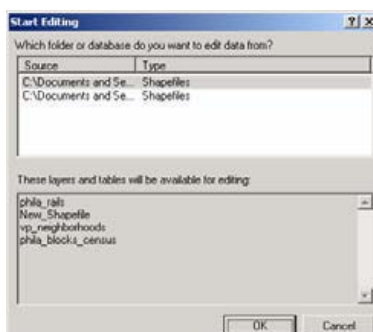 Start Editing
Which folder or database do you want to edit data from?
Source Type
C:\Documents and Se... Shapefiles
C:\Documents and Se... Shapefiles
These layers and tables will be available for editing:
phila_rails
New_Shapefile
vp_neighborhoods
phila_blocks_census
OK Cancel